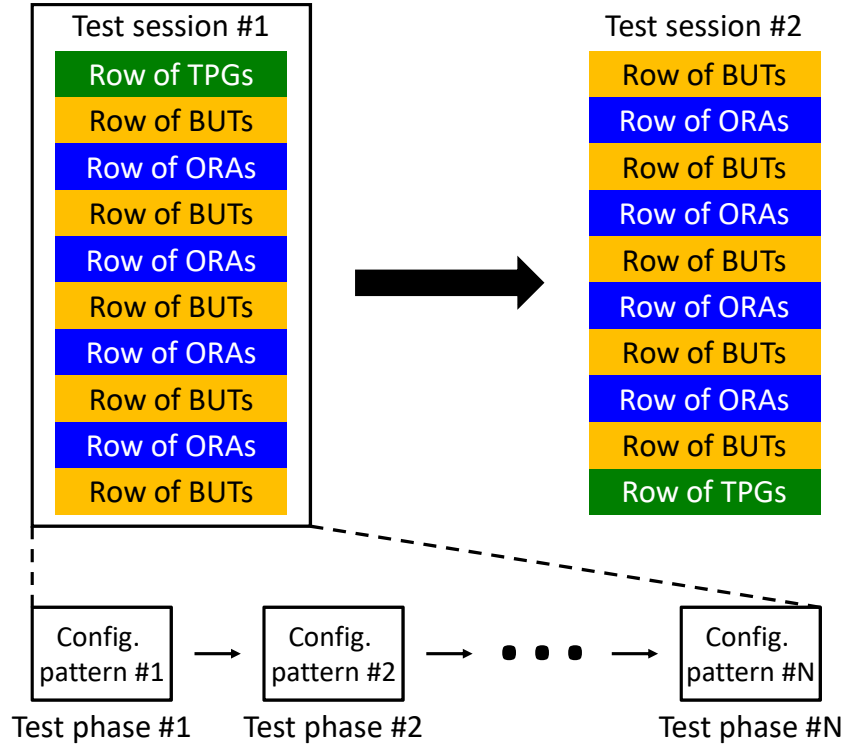 Test session #1
Row of TPGs
Row of BUTs
Row of ORAs
Row of BUTs
Row of ORAs
Row of BUTs
Row of ORAs
Row of BUTs
Row of ORAs
Row of BUTs
Test session #2
Row of BUTs
Row of ORAs
Row of BUTs
Row of ORAs
Row of BUTs
Row of ORAs
Row of BUTs
Row of ORAs
Row of BUTs
Row of TPGs
Config.
pattern #1
Test phase #1
Config.
pattern #2
Test phase #2
Config.
pattern #N
Test phase #N